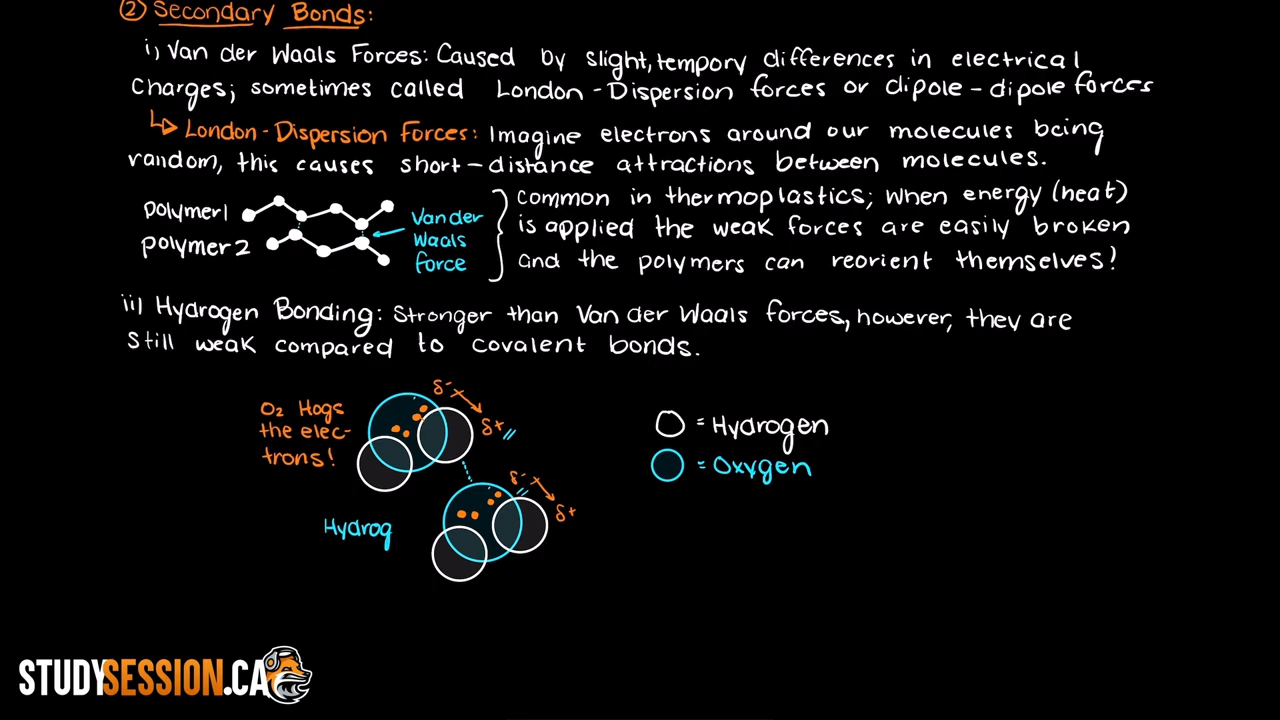 ② Secondary Bonds:
i) Van der Waals Forces: Caused by slight, tempory differences in electrical
Charges; sometimes called London-Dispersion forces or dipole-dipole forces
London-Dispersion Forces: Imagine electrons around our molecules being
random, this causes short-distance attractions between molecules.
polymer1
polymer 2
Van der
Waals
force
Common in thermoplastics; When energy (heat)
is applied the weak forces are easily broken
and the polymers can reorient themselves!
ii) Hydrogen Bonding: Stronger than Van der Waals forces, however, they are
still weak compared to covalent bonds.
O₂ Hogs
the elec-
trons!
δ-
δ+
δ-
δ+
Hydrog
= Hydrogen
= Oxygen
STUDYSESSION.CA